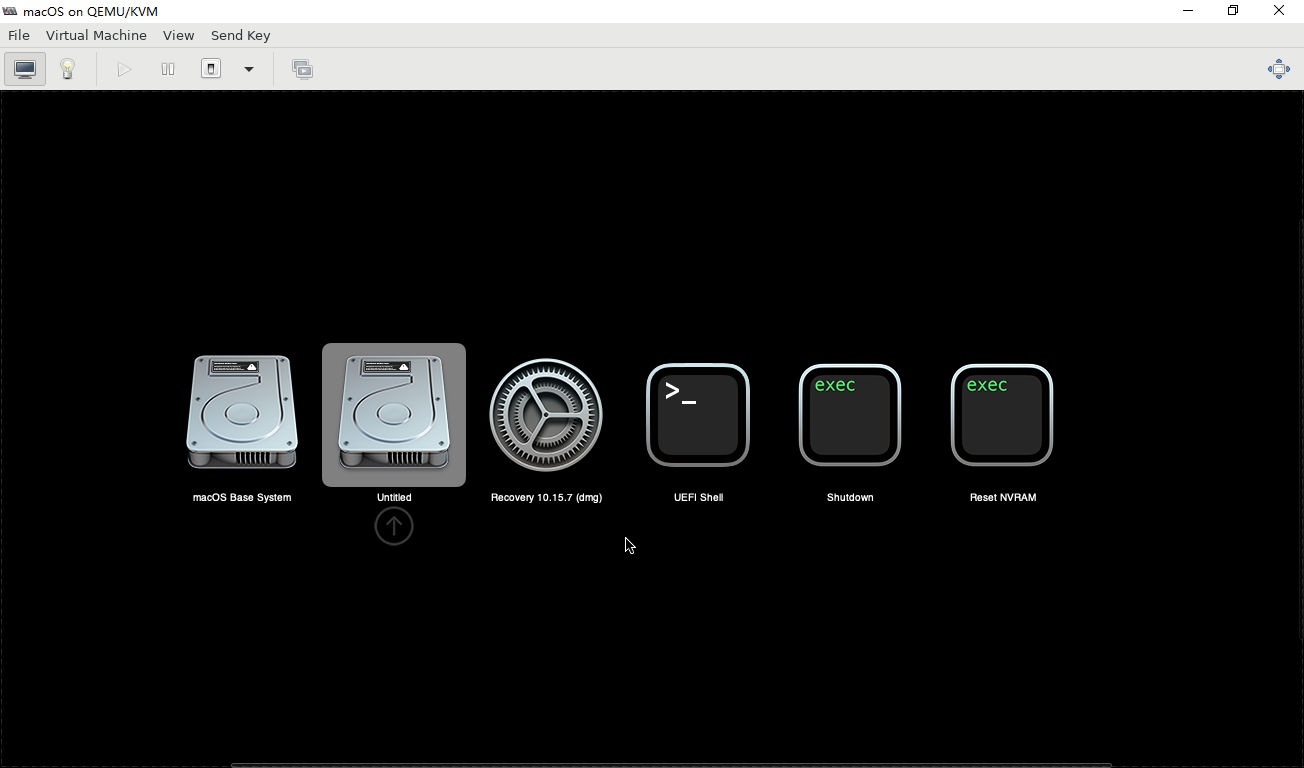 macOS on QEMU/KVM
File Virtual Machine View Send Key
exec exec
>_
macOS Base System Untitled Recovery 10.15.7 (dmg) UEFI Shell Shutdown Reset NVRAM